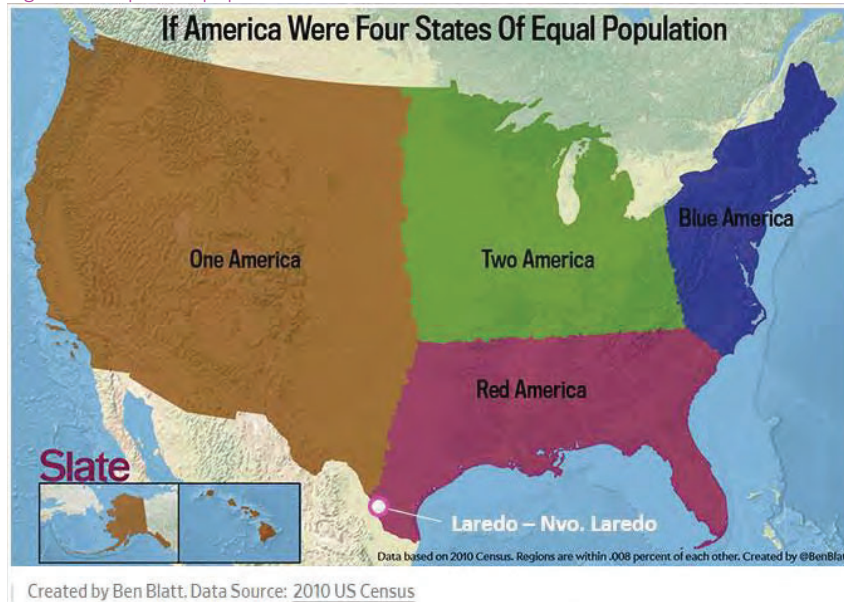 If America Were Four States Of Equal Population
Blue America
One America
Two America
Red America
Slate
Laredo – Nvo. Laredo
Data based on 2010 Census. Regions are within .008 percent of each other. Created by @BenBlat
Created by Ben Blatt. Data Source: 2010 US Census